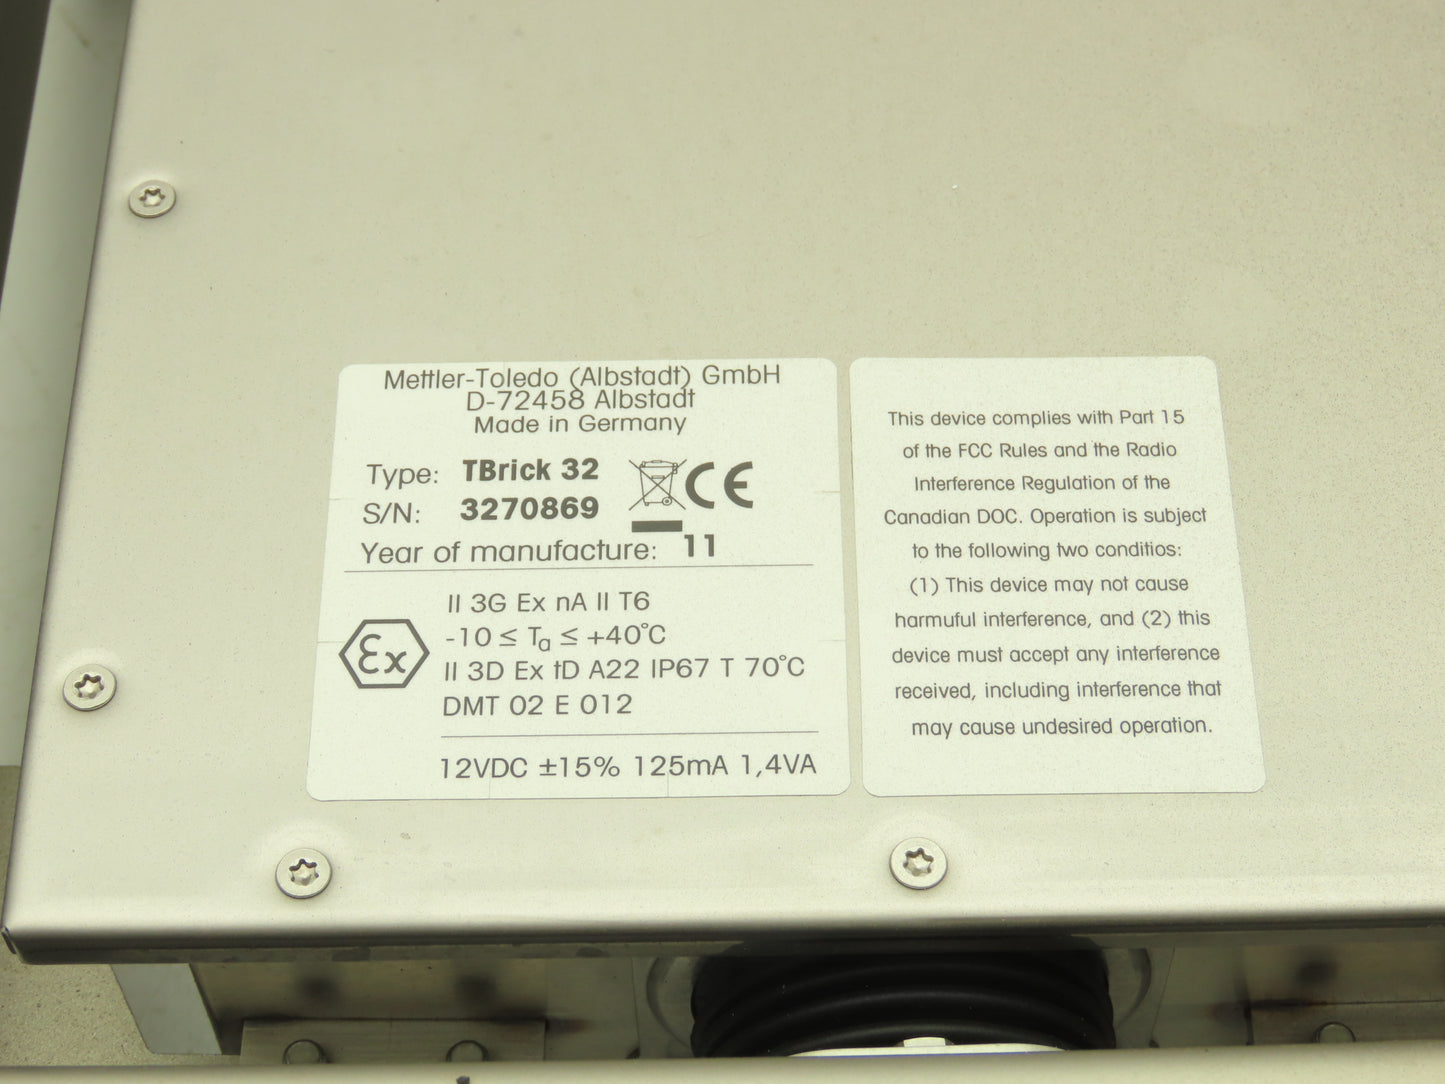 Mettler-Toledo (Albstadt) GmbH
D-72458 Albstadt
Made in Germany
Type: TBrick 32
CE
S/N: 3270869
Year of manufacture: 11
Ex
II 3G Ex nA II T6
-10 ≤ Ta ≤ +40°C
II 3D Ex tD A22 IP67 T 70°C
DMT 02 E 012
12VDC ±15% 125mA 1,4VA
This device complies with Part 15
of the FCC Rules and the Radio
Interference Regulation of the
Canadian DOC. Operation is subject
to the following two conditios:
(1) This device may not cause
harmuful interference, and (2) this
device must accept any interference
received, including interference that
may cause undesired operation.